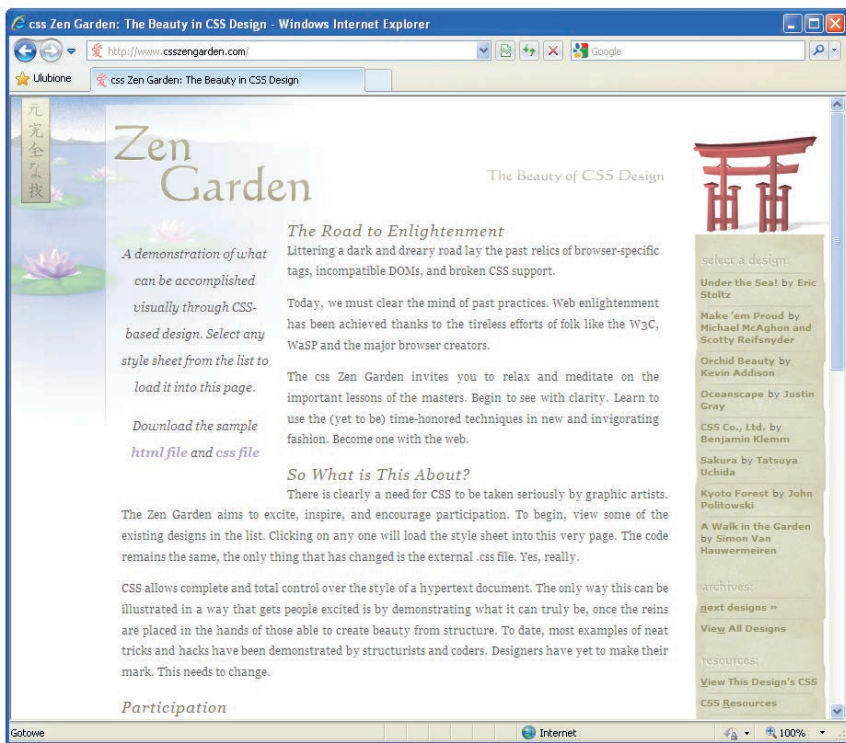 css Zen Garden: The Beauty in CSS Design - Windows Internet Explorer
http://www.csszengarden.com/
Google
Ulubione
css Zen Garden: The Beauty in CSS Design
Zen
Garden
The Beauty of CSS Design
A demonstration of what
can be accomplished
visually through CSS-
based design. Select any
style sheet from the list to
load it into this page.
Download the sample
html file and css file
The Road to Enlightenment
Littering a dark and dreary road lay the past relics of browser-specific
tags, incompatible DOMs, and broken CSS support.
Today, we must clear the mind of past practices. Web enlightenment
has been achieved thanks to the tireless efforts of folk like the W3C,
WaSP and the major browser creators.
The css Zen Garden invites you to relax and meditate on the
important lessons of the masters. Begin to see with clarity. Learn to
use the (yet to be) time-honored techniques in new and invigorating
fashion. Become one with the web.
So What is This About?
There is clearly a need for CSS to be taken seriously by graphic artists.
The Zen Garden aims to excite, inspire, and encourage participation. To begin, view some of the
existing designs in the list. Clicking on any one will load the style sheet into this very page. The code
remains the same, the only thing that has changed is the external .css file. Yes, really.
CSS allows complete and total control over the style of a hypertext document. The only way this can be
illustrated in a way that gets people excited is by demonstrating what it can truly be, once the reins
are placed in the hands of those able to create beauty from structure. To date, most examples of neat
tricks and hacks have been demonstrated by structurists and coders. Designers have yet to make their
mark. This needs to change.
Participation
select a design:
Under the Sea! by Eric
Stoltz
Make 'em Proud by
Michael McAghon and
Scotty Reifsnyder
Orchid Beauty by
Kevin Addison
Oceanscape by Justin
Gray
CSS Co., Ltd. by
Benjamin Klemm
Sakura by Tatsuya
Uchida
Kyoto Forest by John
Politowski
A Walk in the Garden
by Simon Van
Hauwermeiren
archives:
next designs »
View All Designs
resources:
View This Design's CSS
CSS Resources
Gotowe
Internet
100%